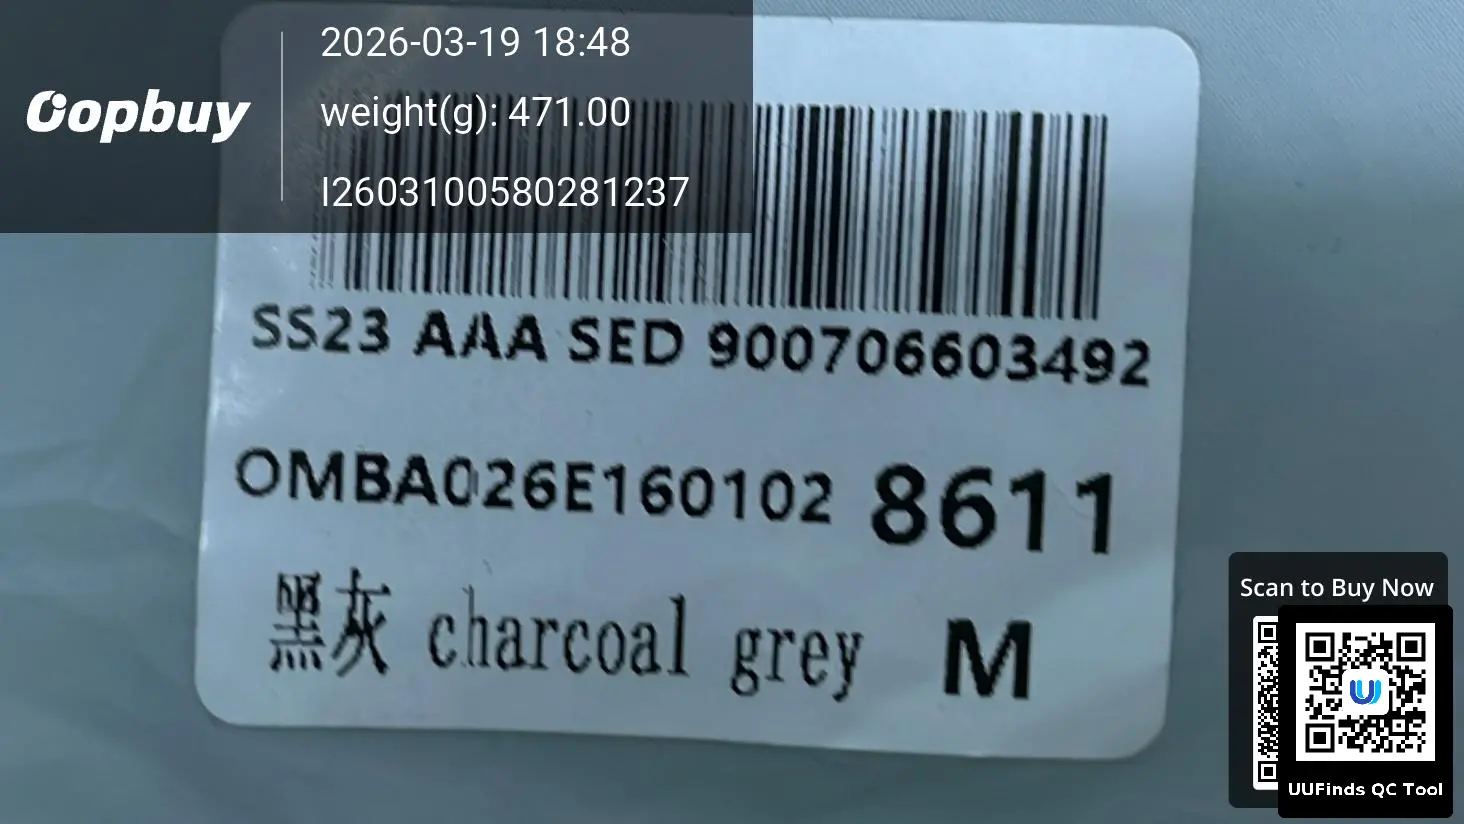 2026-03-19 18:48
Oopbuy
weight(g): 471.00
I2603100580281237
SS23 AAA SED 900706603492
OMBA026E160102 8611
黑灰 charcoal grey M
Scan to Buy Now
UUFinds QC Tool